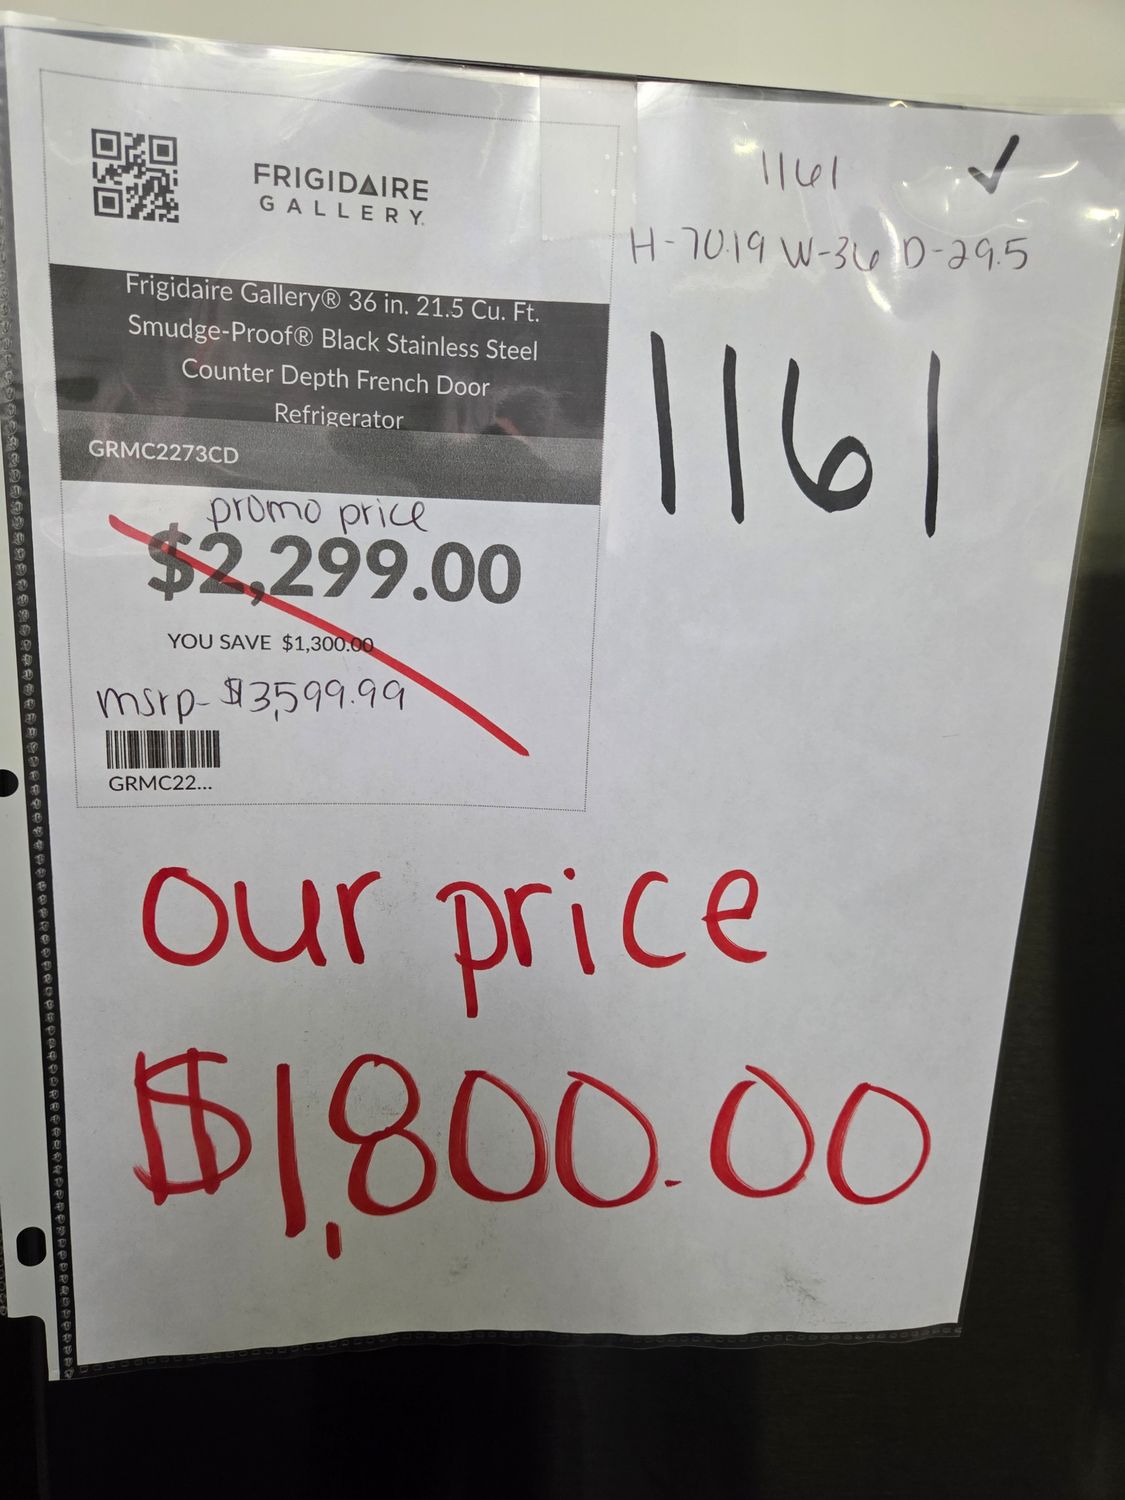 FRIGIDAIRE
GALLERY.
Frigidaire Gallery® 36 in. 21.5 Cu. Ft.
Smudge-Proof® Black Stainless Steel
Counter Depth French Door
Refrigerator
GRMC2273CD
promo price
$2,299.00
YOU SAVE $1,300.00
msrp- $3,599.99
GRMC22...
1161 ✓
H-70.19 W-36 D-29.5
1161
our price
$1,800.00